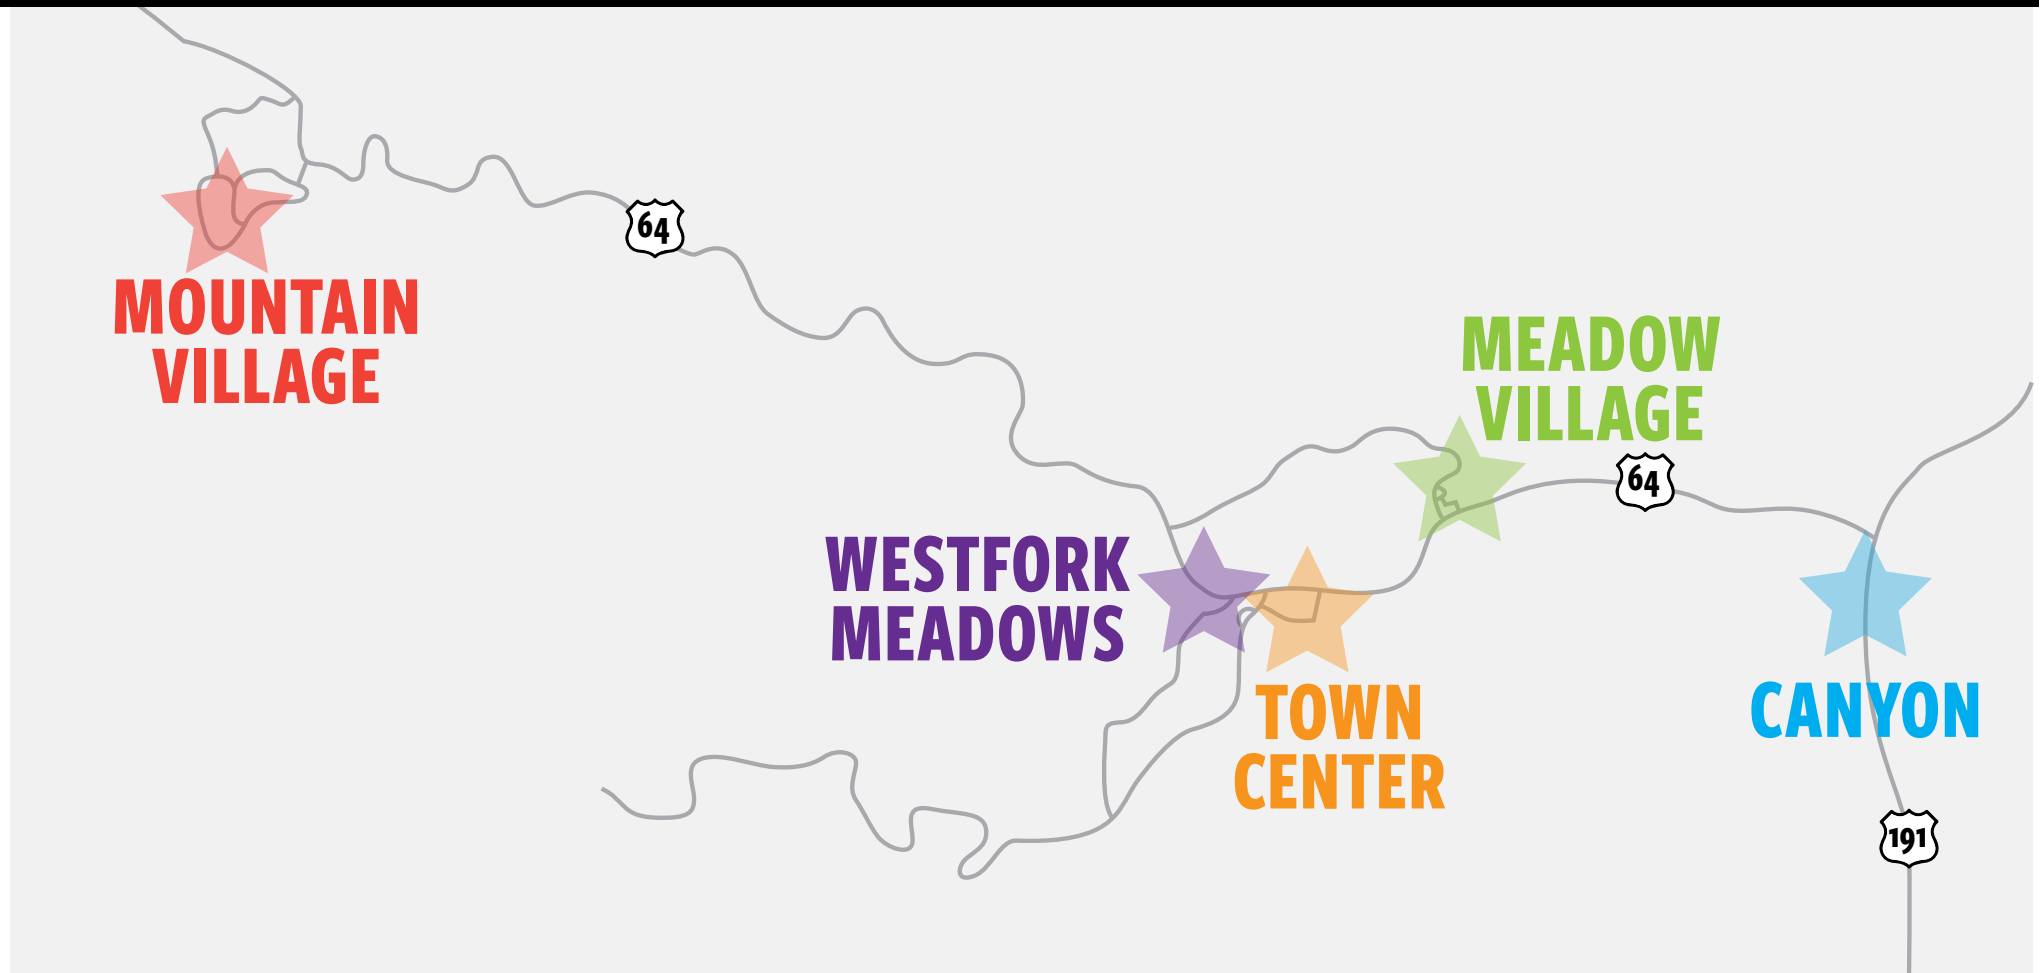 64
MOUNTAIN
VILLAGE
MEADOW
VILLAGE
64
WESTFORK
MEADOWS
TOWN
CENTER
CANYON
191